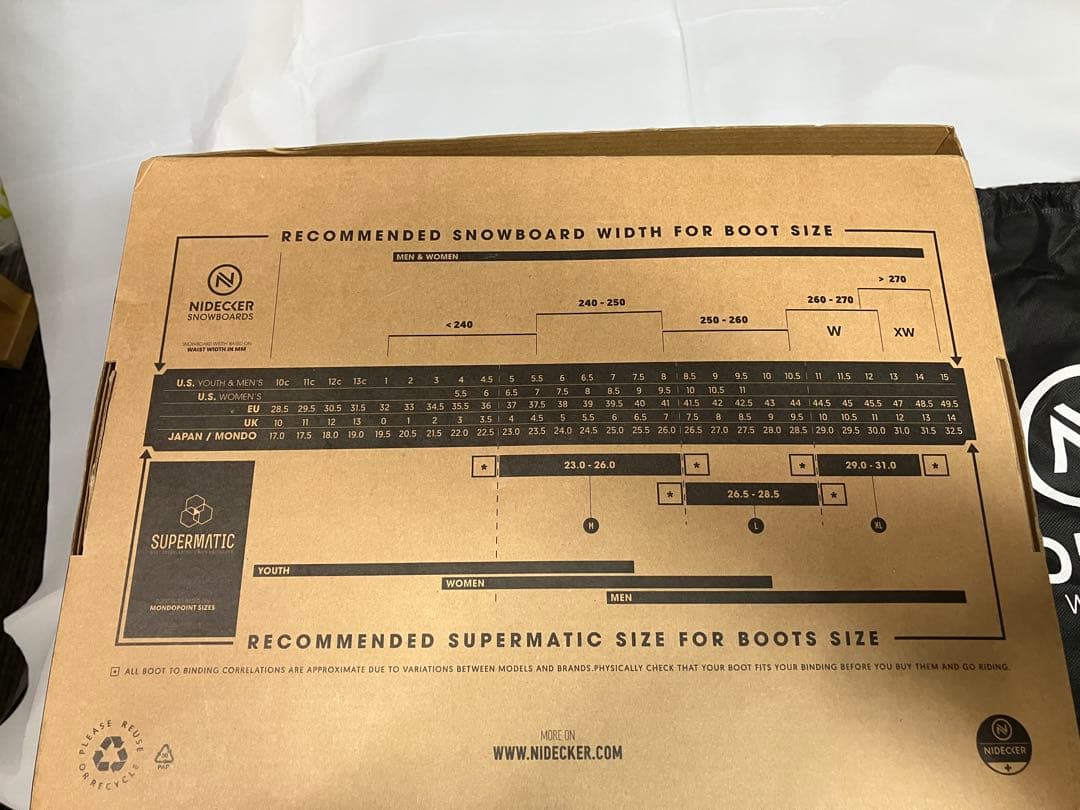 RECOMMENDED SNOWBOARD WIDTH FOR BOOT SIZE
MEN & WOMEN
NIDECKER
SNOWBOARDS
SNOWBOARD WIDTH BASED ON
WAIST WIDTH IN MM
< 240
240 - 250
250 - 260
260 - 270
W
> 270
XW
U.S. YOUTH & MEN'S 10c 11c 12c 13c 1 2 3 4 4.5 5 5.5 6 6.5 7 7.5 8 8.5 9 9.5 10 10.5 11 11.5 12 13 14 15
U.S. WOMEN'S 5.5 6 6.5 7 7.5 8 8.5 9 9.5 10 10.5 11
EU 28.5 29.5 30.5 31.5 32 33 34.5 35.5 36 37 37.5 38 39 39.5 40 41 41.5 42 42.5 43 44 44.5 45 45.5 47 48.5 49.5
UK 10 11 12 13 0 1 2 3 3.5 4 4.5 5 5.5 6 6.5 7 7.5 8 8.5 9 9.5 10 10.5 11 12 13 14
JAPAN / MONDO 17.0 17.5 18.0 19.0 19.5 20.5 21.5 22.0 22.5 23.0 23.5 24.0 24.5 25.0 25.5 26.0 26.5 27.0 27.5 28.0 28.5 29.0 29.5 30.0 31.0 31.5 32.5
* 23.0 - 26.0 *
* 29.0 - 31.0 *
* 26.5 - 28.5 *
M
L
XL
SUPERMATIC
MONDOPOINT SIZES
YOUTH
WOMEN
MEN
RECOMMENDED SUPERMATIC SIZE FOR BOOTS SIZE
* ALL BOOT TO BINDING CORRELATIONS ARE APPROXIMATE DUE TO VARIATIONS BETWEEN MODELS AND BRANDS.PHYSICALLY CHECK THAT YOUR BOOT FITS YOUR BINDING BEFORE YOU BUY THEM AND GO RIDING.
PLEASE REUSE OR RECYCLE
PAP
MORE ON
WWW.NIDECKER.COM
NIDECKER